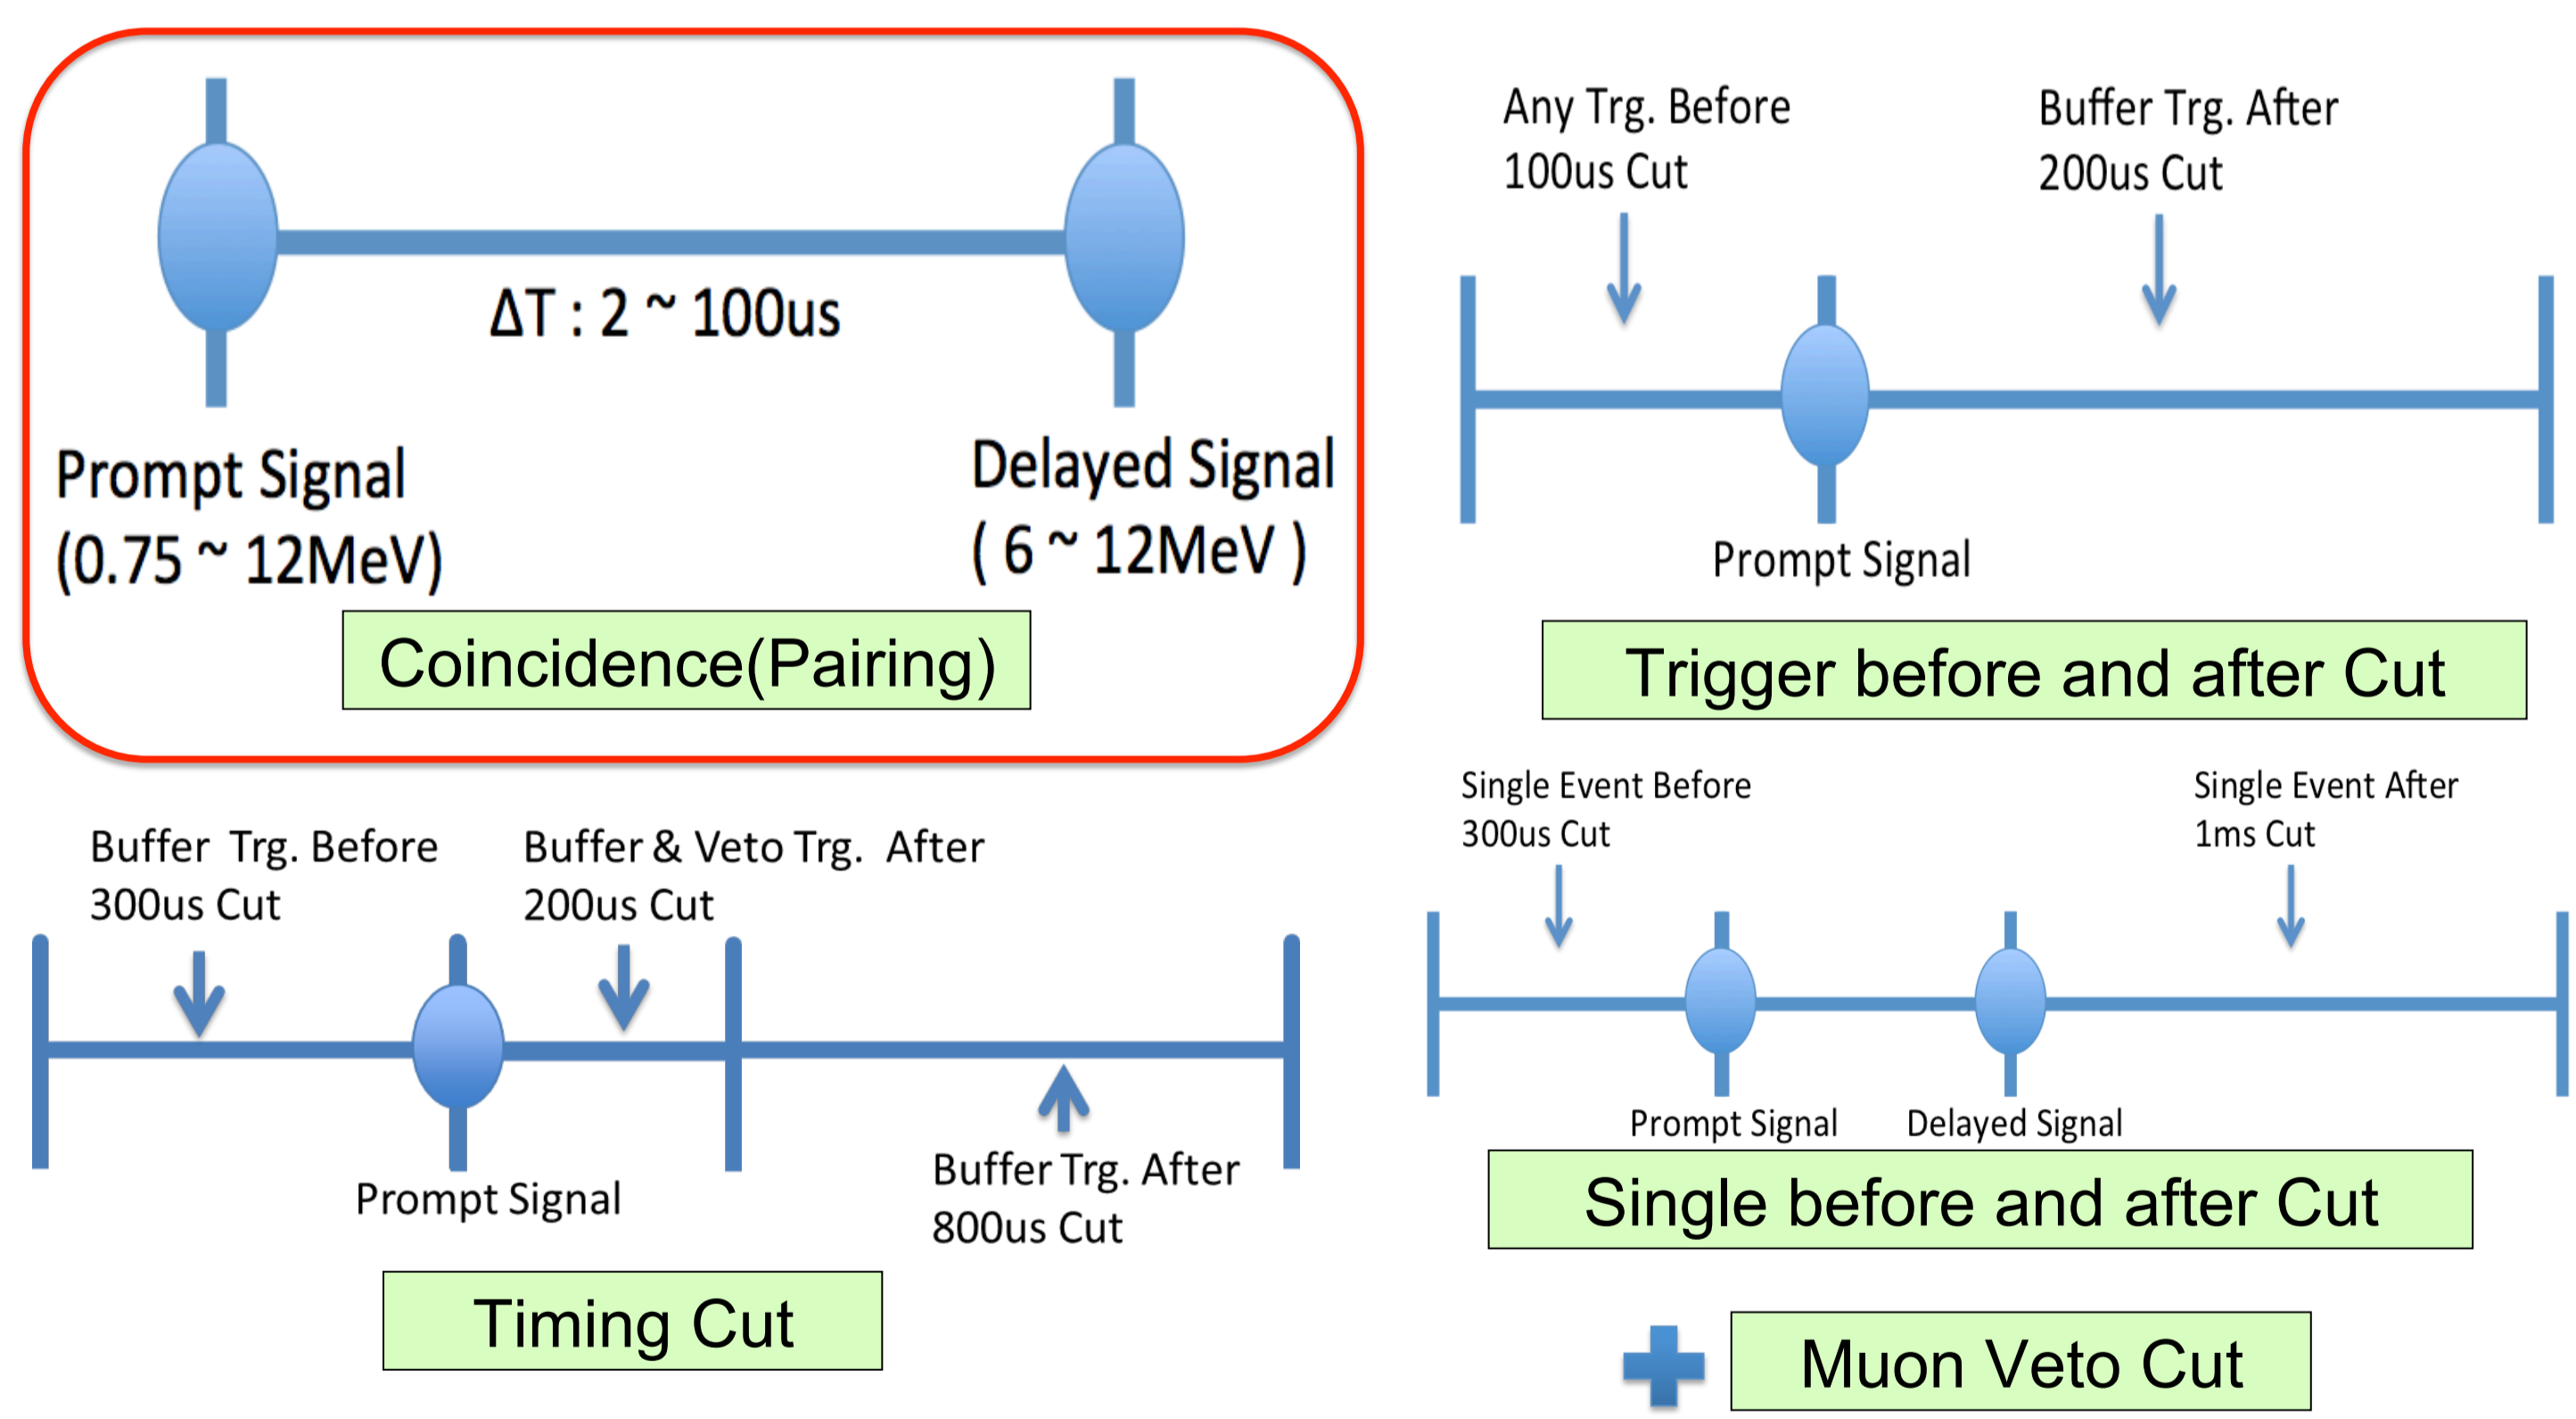 ΔT : 2 ~ 100us
Prompt Signal
(0.75 ~ 12MeV)
Delayed Signal
( 6 ~ 12MeV )
Coincidence(Pairing)
Any Trg. Before
100us Cut
Buffer Trg. After
200us Cut
Prompt Signal
Trigger before and after Cut
Buffer  Trg. Before
300us Cut
Buffer & Veto Trg.  After
200us Cut
Prompt Signal
Buffer Trg. After
800us Cut
Timing Cut
Single Event Before
300us Cut
Single Event After
1ms Cut
Prompt Signal
Delayed Signal
Single before and after Cut
Muon Veto Cut